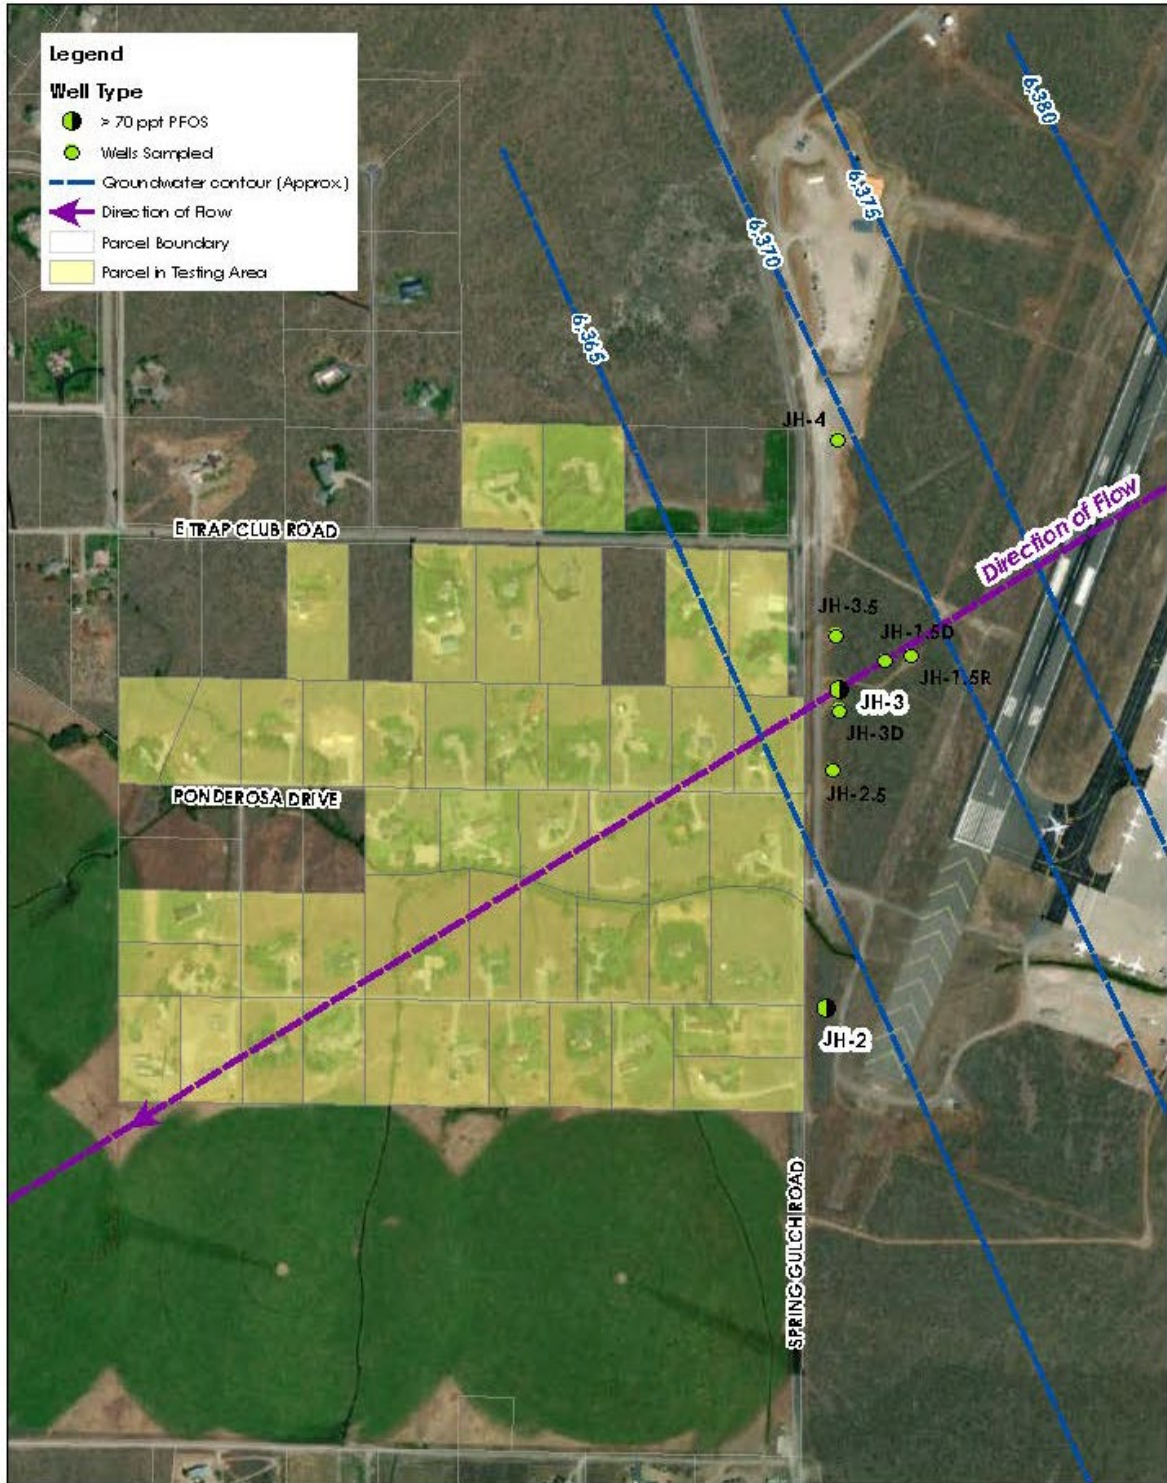 Legend
Well Type
> 70 ppt PFOS
Wells Sampled
Groundwater contour (Approx.)
Direction of Flow
Parcel Boundary
Parcel in Testing Area
6,380
6,375
6,370
6,365
JH-4
Direction of Flow
E TRAP CLUB ROAD
JH-3.5
JH-1.5D
JH-1.5R
JH-3
JH-3D
JH-2.5
PONDEROSA DRIVE
JH-2
SPRING GULCH ROAD